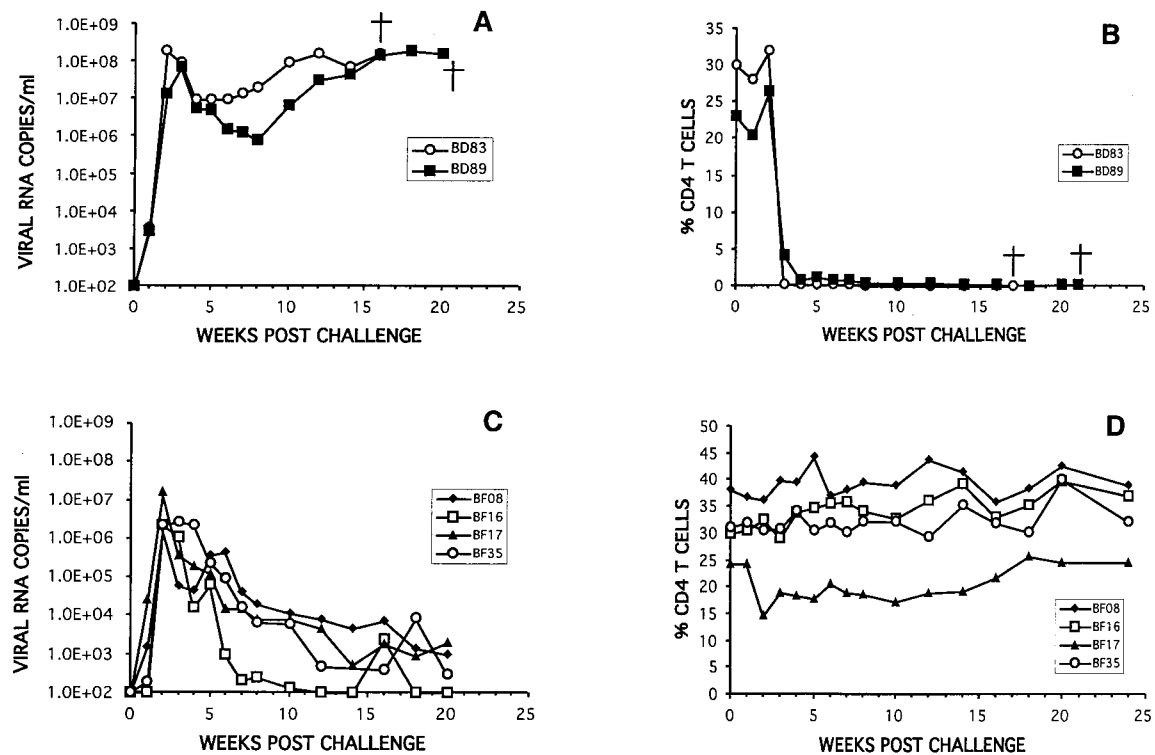 A
VIRAL RNA COPIES/ml
1.0E+09
1.0E+08
1.0E+07
1.0E+06
1.0E+05
1.0E+04
1.0E+03
1.0E+02
BD83
BD89
0 5 10 15 20 25
WEEKS POST CHALLENGE
B
% CD4 T CELLS
35
30
25
20
15
10
5
0
BD83
BD89
0 5 10 15 20 25
WEEKS POST CHALLENGE
C
VIRAL RNA COPIES/ml
1.0E+09
1.0E+08
1.0E+07
1.0E+06
1.0E+05
1.0E+04
1.0E+03
1.0E+02
BF08
BF16
BF17
BF35
0 5 10 15 20 25
WEEKS POST CHALLENGE
D
% CD4 T CELLS
50
45
40
35
30
25
20
15
10
5
0
BF08
BF16
BF17
BF35
0 5 10 15 20 25
WEEKS POST CHALLENGE